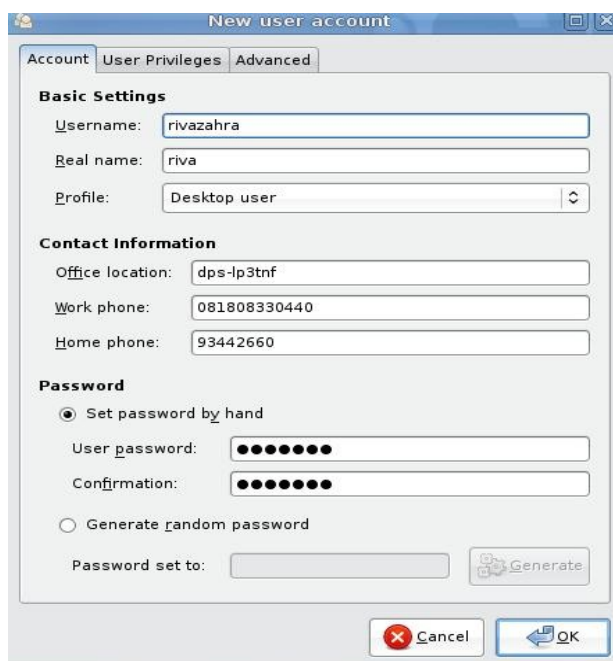 New user account
Account User Privileges Advanced
Basic Settings
Username: rivazahra
Real name: riva
Profile: Desktop user
Contact Information
Office location: dps-lp3tnf
Work phone: 081808330440
Home phone: 93442660
Password
Set password by hand
User password: ●●●●●●●
Confirmation: ●●●●●●●
Generate random password
Password set to: Generate
Cancel OK